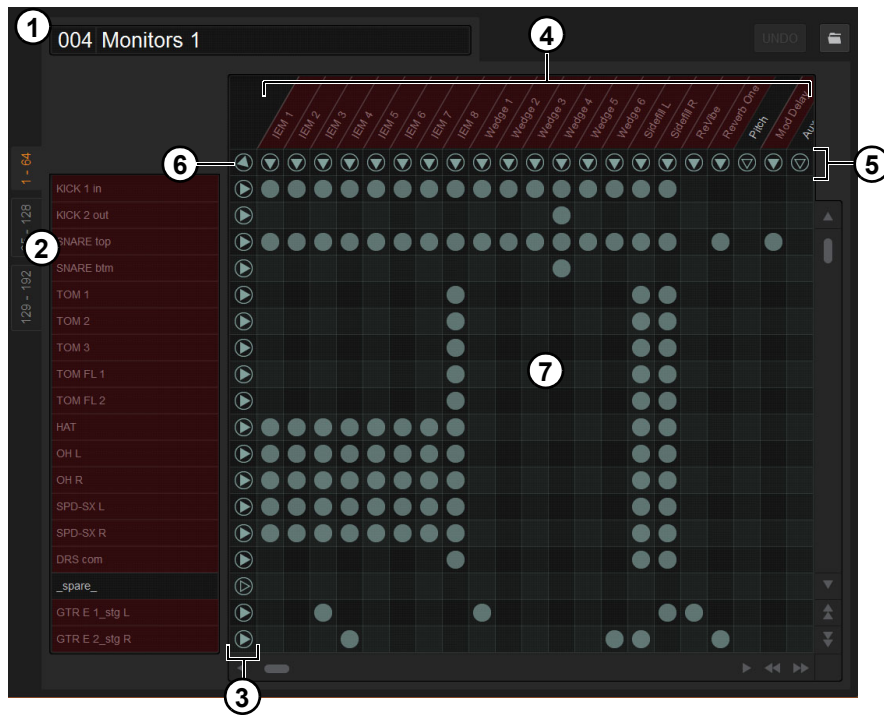 1
004 Monitors 1
4
UNDO
IEM 1
IEM 2
IEM 3
IEM 4
IEM 5
IEM 6
IEM 7
IEM 8
Wedge 1
Wedge 2
Wedge 3
Wedge 4
Wedge 5
Wedge 6
Sidefill L
Sidefill R
ReVibe
Reverb One
Pitch
Mod Delay
Aux
6
5
1 - 64
128
129 - 192
2
KICK 1 in
KICK 2 out
SNARE top
SNARE btm
TOM 1
TOM 2
TOM 3
TOM FL 1
TOM FL 2
HAT
OH L
OH R
SPD-SX L
SPD-SX R
DRS com
_spare_
GTR E 1_stg L
GTR E 2_stg R
7
3